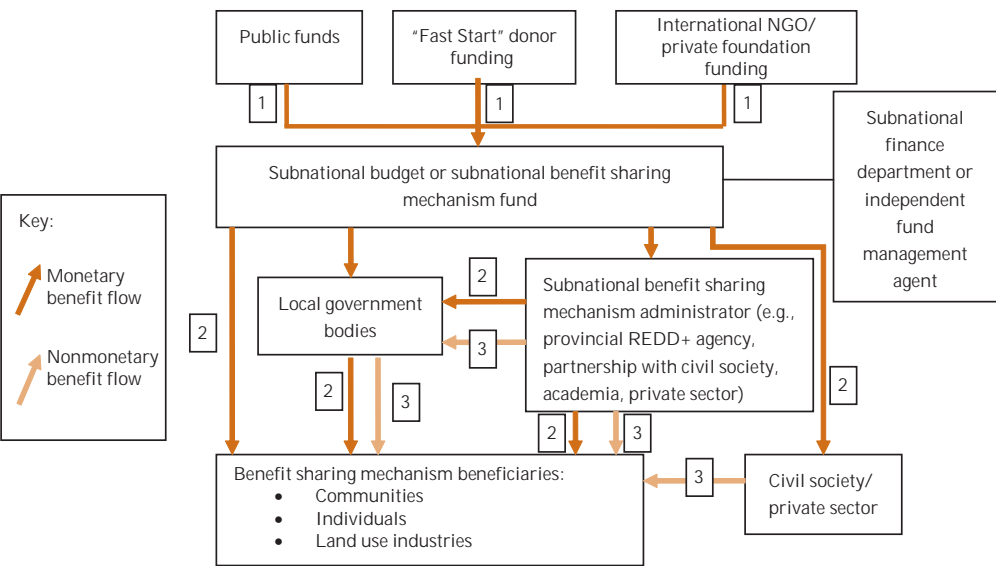 Public funds
“Fast Start” donor
funding
International NGO/
private foundation
funding
1
1
1
Subnational
finance
department or
independent
fund
management
agent
Subnational budget or subnational benefit sharing
mechanism fund
Key:
Monetary
benefit flow
Nonmonetary
benefit flow
2
Local government
bodies
2
3
Subnational benefit sharing
mechanism administrator (e.g.,
provincial REDD+ agency,
partnership with civil society,
academia, private sector)
2
2
3
2
3
Benefit sharing mechanism beneficiaries:
• Communities
• Individuals
• Land use industries
3
Civil society/
private sector